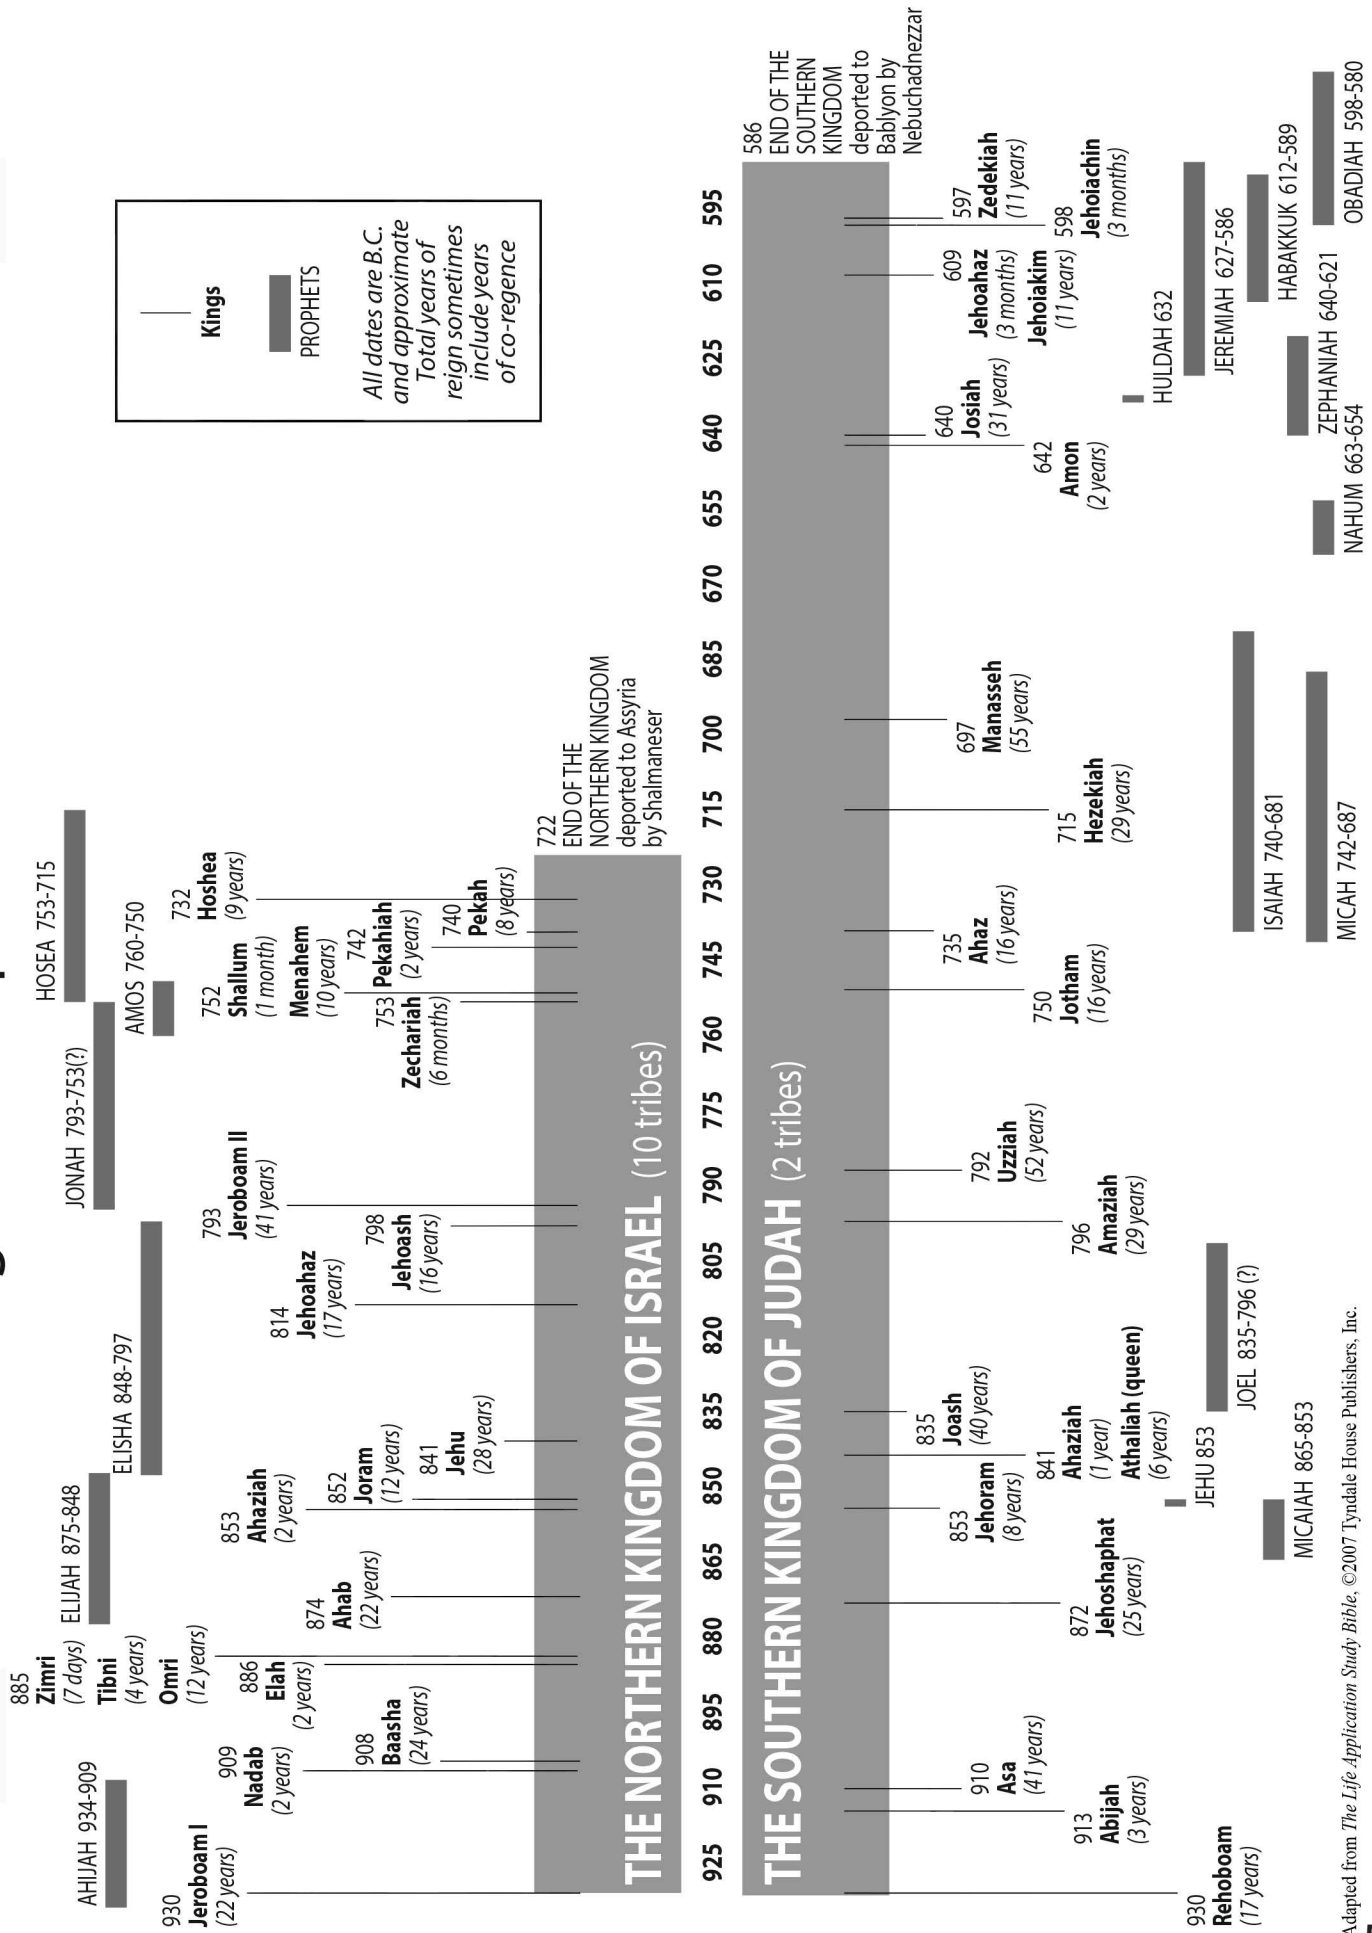 AHIJAH 934-909
930
Jeroboam I
(22 years)
909
Nadab
(2 years)
908
Baasha
(24 years)
886
Elah
(2 years)
885
Zimri
(7 days)
Tibni
(4 years)
Omri
(12 years)
ELIJAH 875-848
874
Ahab
(22 years)
853
Ahaziah
(2 years)
852
Joram
(12 years)
841
Jehu
(28 years)
ELISHA 848-797
814
Jehoahaz
(17 years)
798
Jehoash
(16 years)
793
Jeroboam II
(41 years)
JONAH 793-753(?)
AMOS 760-750
HOSEA 753-715
753
Zechariah
(6 months)
752
Shallum
(1 month)
Menahem
(10 years)
742
Pekahiah
(2 years)
740
Pekah
(8 years)
732
Hoshea
(9 years)
722
END OF THE
NORTHERN KINGDOM
deported to Assyria
by Shalmaneser
Kings
PROPHETS
All dates are B.C.
and approximate
Total years of
reign sometimes
include years
of co-regence
THE NORTHERN KINGDOM OF ISRAEL (10 tribes)
925 910 895 880 865 850 835 820 805 790 775 760 745 730 715 700 685 670 655 640 625 610 595
THE SOUTHERN KINGDOM OF JUDAH (2 tribes)
586
END OF THE
SOUTHERN
KINGDOM
deported to
Bablyon by
Nebuchadnezzar
930
Rehoboam
(17 years)
913
Abijah
(3 years)
910
Asa
(41 years)
872
Jehoshaphat
(25 years)
853
Jehoram
(8 years)
841
Ahaziah
(1 year)
Athaliah (queen)
(6 years)
835
Joash
(40 years)
796
Amaziah
(29 years)
792
Uzziah
(52 years)
750
Jotham
(16 years)
735
Ahaz
(16 years)
715
Hezekiah
(29 years)
697
Manasseh
(55 years)
642
Amon
(2 years)
640
Josiah
(31 years)
609
Jehoahaz
(3 months)
Jehoiakim
(11 years)
598
Jehoiachin
(3 months)
597
Zedekiah
(11 years)
MICAIAH 865-853
JEHU 853
JOEL 835-796 (?)
MICAH 742-687
ISAIAH 740-681
NAHUM 663-654
ZEPHANIAH 640-621
HULDAH 632
JEREMIAH 627-586
HABAKKUK 612-589
OBADIAH 598-580
Adapted from The Life Application Study Bible, ©2007 Tyndale House Publishers, Inc.